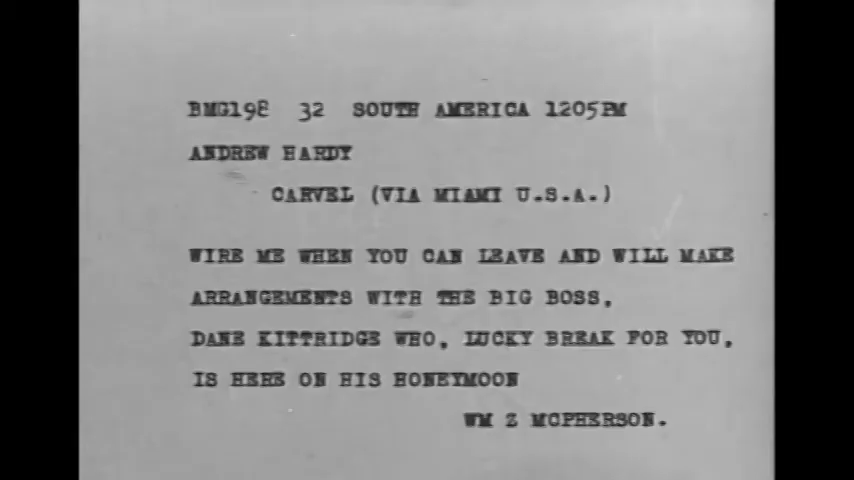 BMG198 32 SOUTH AMERICA 1205PM
ANDREW HARDY
CARVEL (VIA MIAMI U.S.A.)
WIRE ME WHEN YOU CAN LEAVE AND WILL MAKE
ARRANGEMENTS WITH THE BIG BOSS,
DANE KITTRIDGE WHO, LUCKY BREAK FOR YOU,
IS HERE ON HIS HONEYMOON
WM Z MCPHERSON.